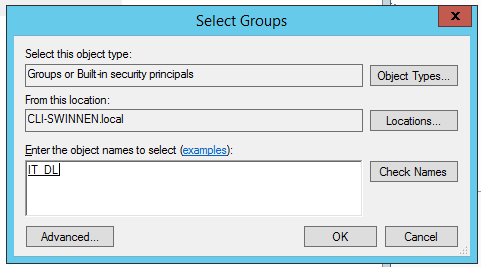 Select Groups
X
Select this object type:
Groups or Built-in security principals
Object Types...
From this location:
CLI-SWINNEN.local
Locations...
Enter the object names to select (examples):
IT_DL
Check Names
Advanced...
OK
Cancel